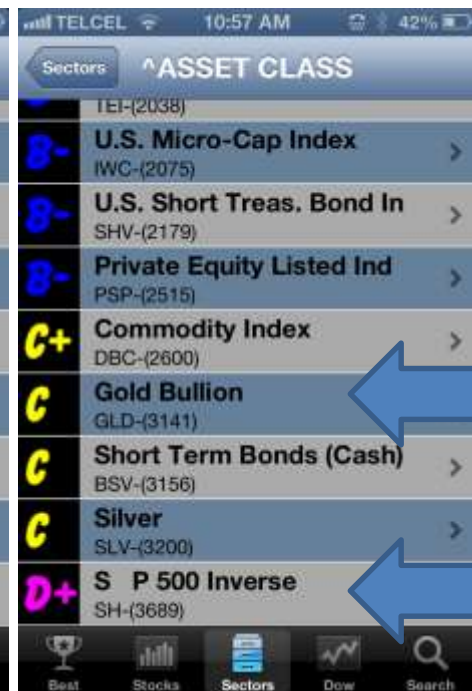 TELCEL 10:57 AM 42%
Sectors ^ASSET CLASS
TEI-(2038)
B- U.S. Micro-Cap Index
IWC-(2075)
B- U.S. Short Treas. Bond In
SHV-(2179)
B- Private Equity Listed Ind
PSP-(2515)
C+ Commodity Index
DBC-(2600)
C Gold Bullion
GLD-(3141)
C Short Term Bonds (Cash)
BSV-(3156)
C Silver
SLV-(3200)
D+ S P 500 Inverse
SH-(3689)
Best Stocks Sectors Dow Search